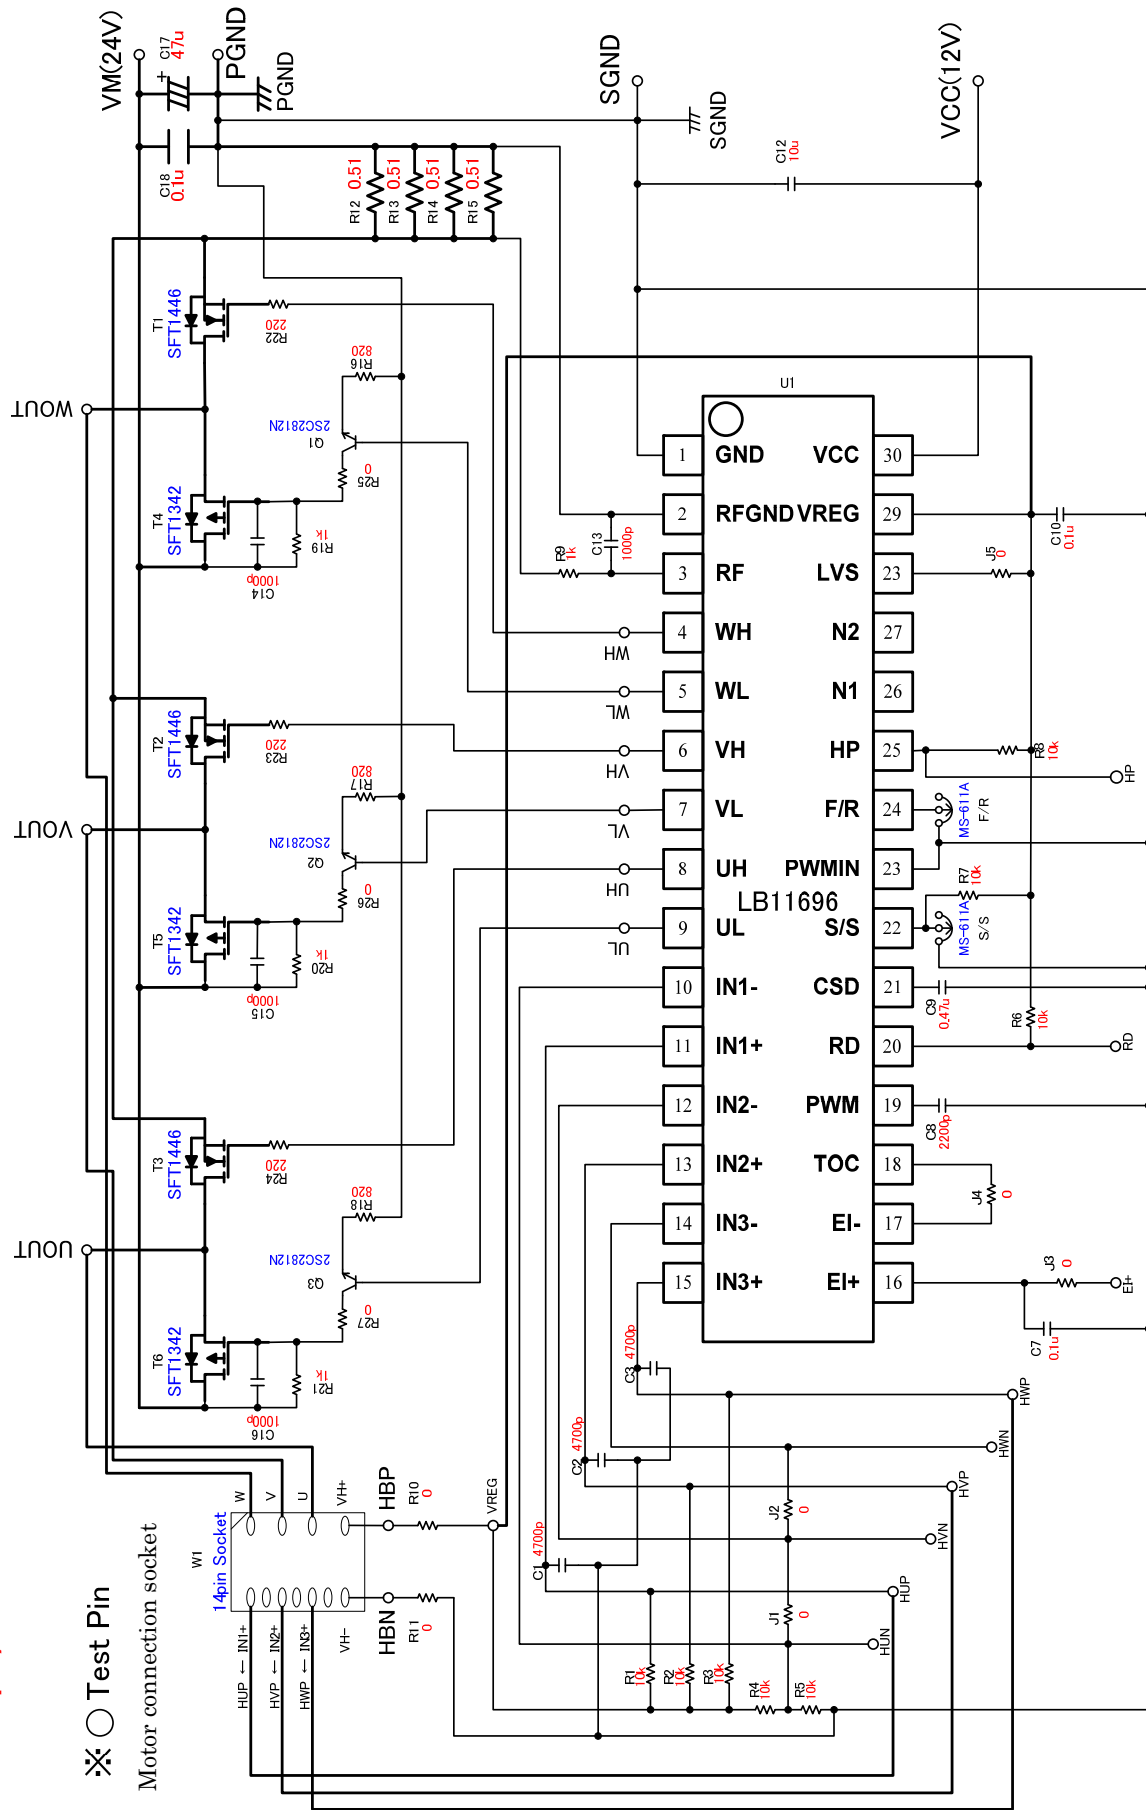 VM(24V)
C17
47u
+
PGND
PGND
C18
0.1u
SGND
SGND
VCC(12V)
C12
10u
R12
0.51
R13
0.51
R14
0.51
R15
0.51
T1
SFT1446
220
R22
820
R16
WOUT
2SC2812N
Q1
0
R25
T4
SFT1342
1k
R19
1000p
C14
R9
1k
C13
1000p
U1
1
GND
VCC
30
2
RFGND
VREG
29
3
RF
LVS
23
4
WH
N2
27
5
WL
N1
26
6
VH
HP
25
7
VL
F/R
24
8
UH
PWMIN
23
LB11696
9
UL
S/S
22
10
IN1-
CSD
21
11
IN1+
RD
20
12
IN2-
PWM
19
13
IN2+
TOC
18
14
IN3-
EI-
17
15
IN3+
EI+
16
WH
WL
VH
VL
UH
UL
C10
0.1u
J5
0
R8
10k
HP
MS-611A
F/R
R7
10k
MS-611A
S/S
C9
0.47u
R6
10k
RD
C8
2200p
J4
0
J3
0
EI+
C7
0.1u
T2
SFT1446
220
R23
820
R17
VOUT
2SC2812N
Q2
0
R26
T5
SFT1342
1k
R20
1000p
C15
T3
SFT1446
220
R24
820
R18
UOUT
2SC2812N
Q3
0
R27
T6
SFT1342
1k
R21
1000p
C16
C3
4700p
C2
4700p
C1
4700p
HWP
HWN
HVP
HVN
HUP
HUN
J2
0
J1
0
R1
10k
R2
10k
R3
10k
R4
10k
R5
10k
VREG
R10
0
HBP
R11
0
HBN
W
V
U
VH+
W1
14pin Socket
HUP ← IN1+
HVP ← IN2+
HWP ← IN3+
VH-
※ ○ Test Pin
Motor connection socket